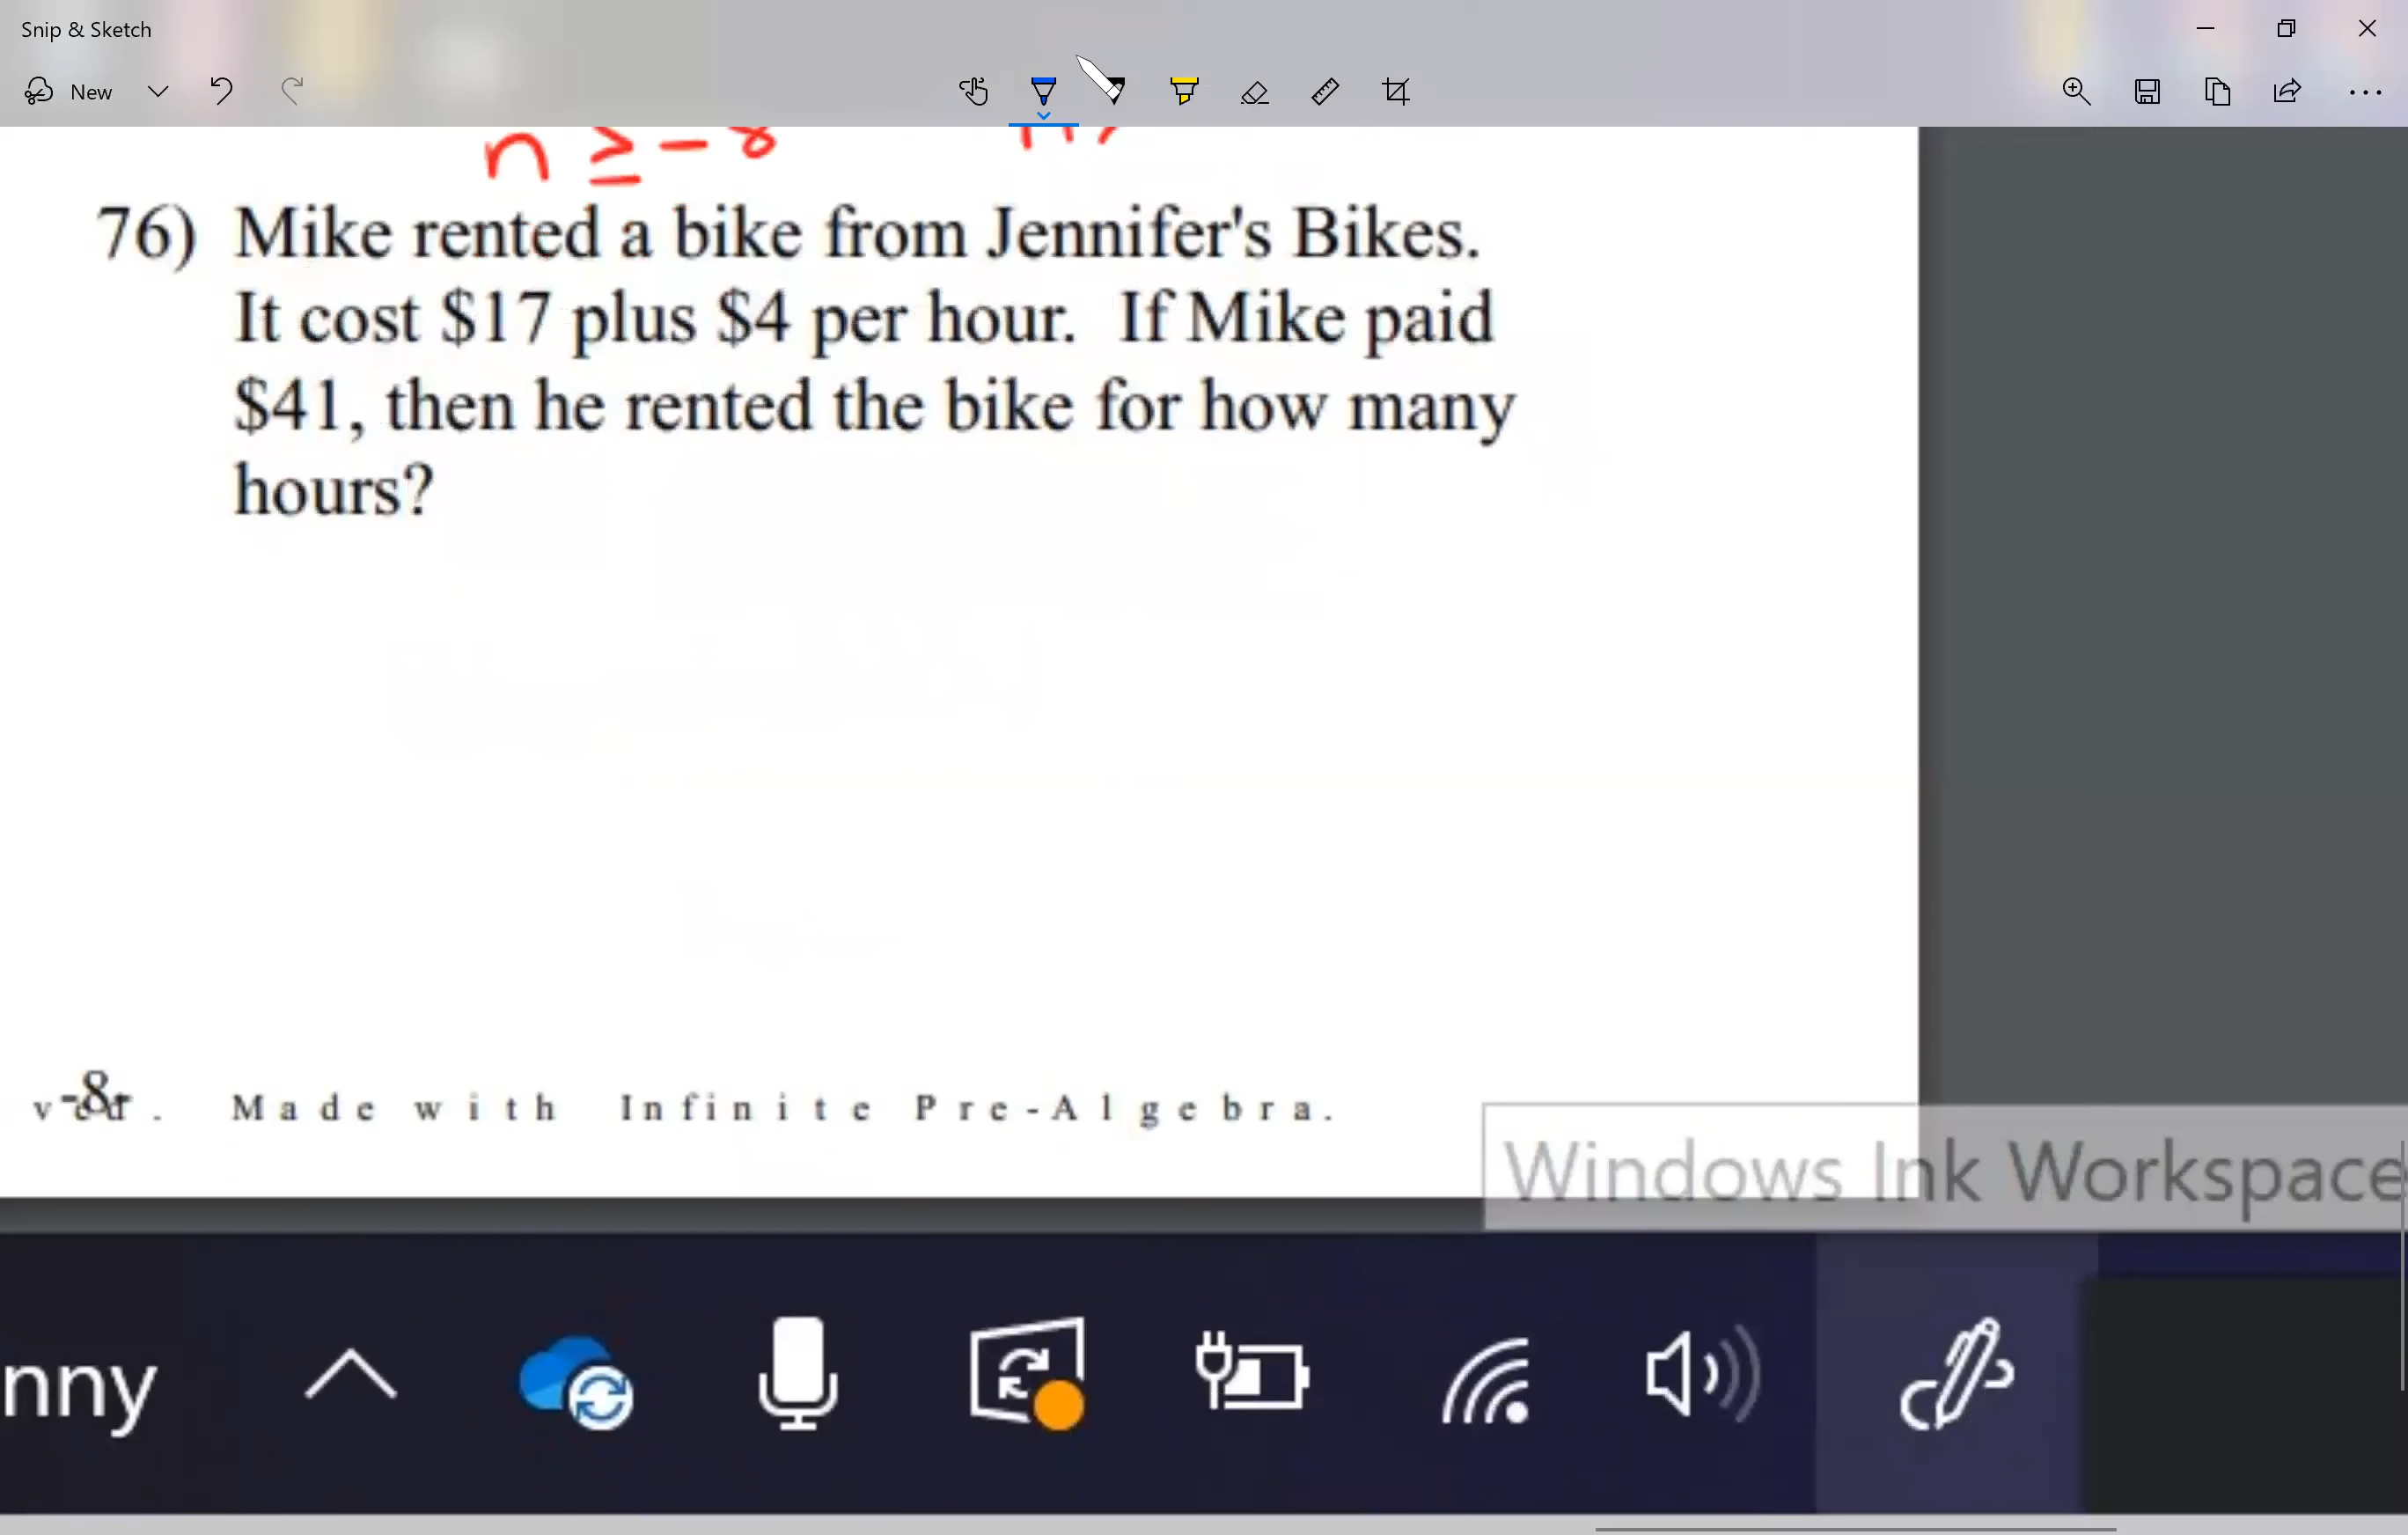 Snip & Sketch
New
n ≥ -8
76) Mike rented a bike from Jennifer's Bikes.
It cost $17 plus $4 per hour. If Mike paid
$41, then he rented the bike for how many
hours?
-8-
Made with Infinite Pre-Algebra.
Windows Ink Workspace
nny